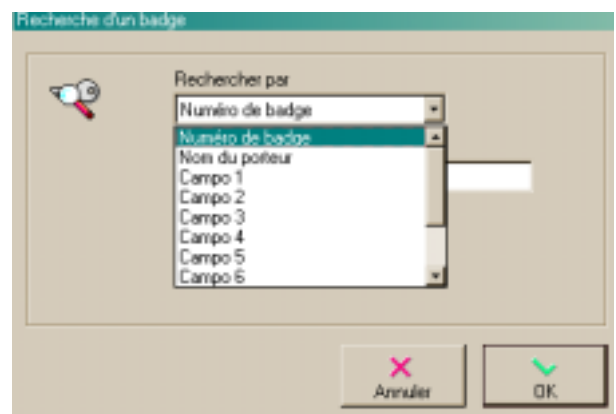 Recherche d'un badge
Rechercher par
Numéro de badge
Numéro de badge
Nom du porteur
Campo 1
Campo 2
Campo 3
Campo 4
Campo 5
Campo 6
Annuler
OK